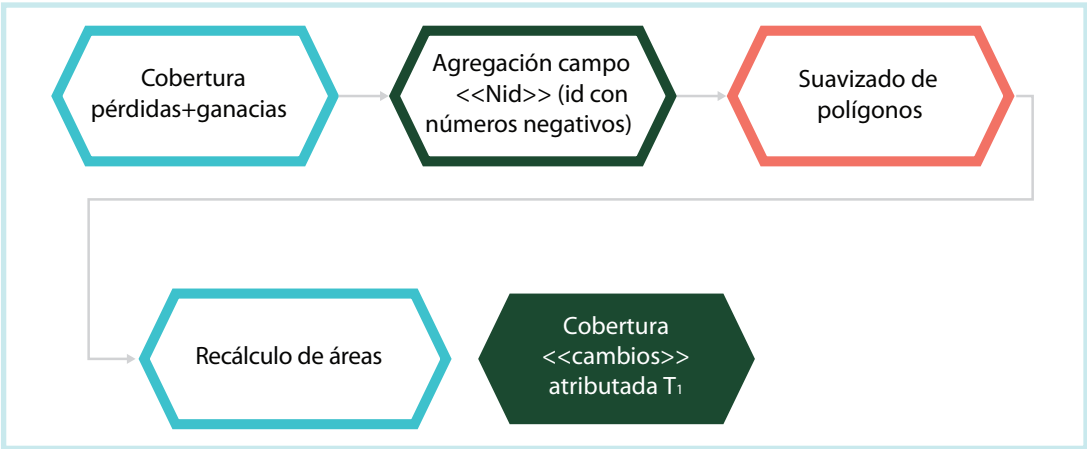 Cobertura
pérdidas+ganacias
Agregación campo
<<Nid>> (id con
números negativos)
Suavizado de
polígonos
Recálculo de áreas
Cobertura
<<cambios>>
atributada T₁